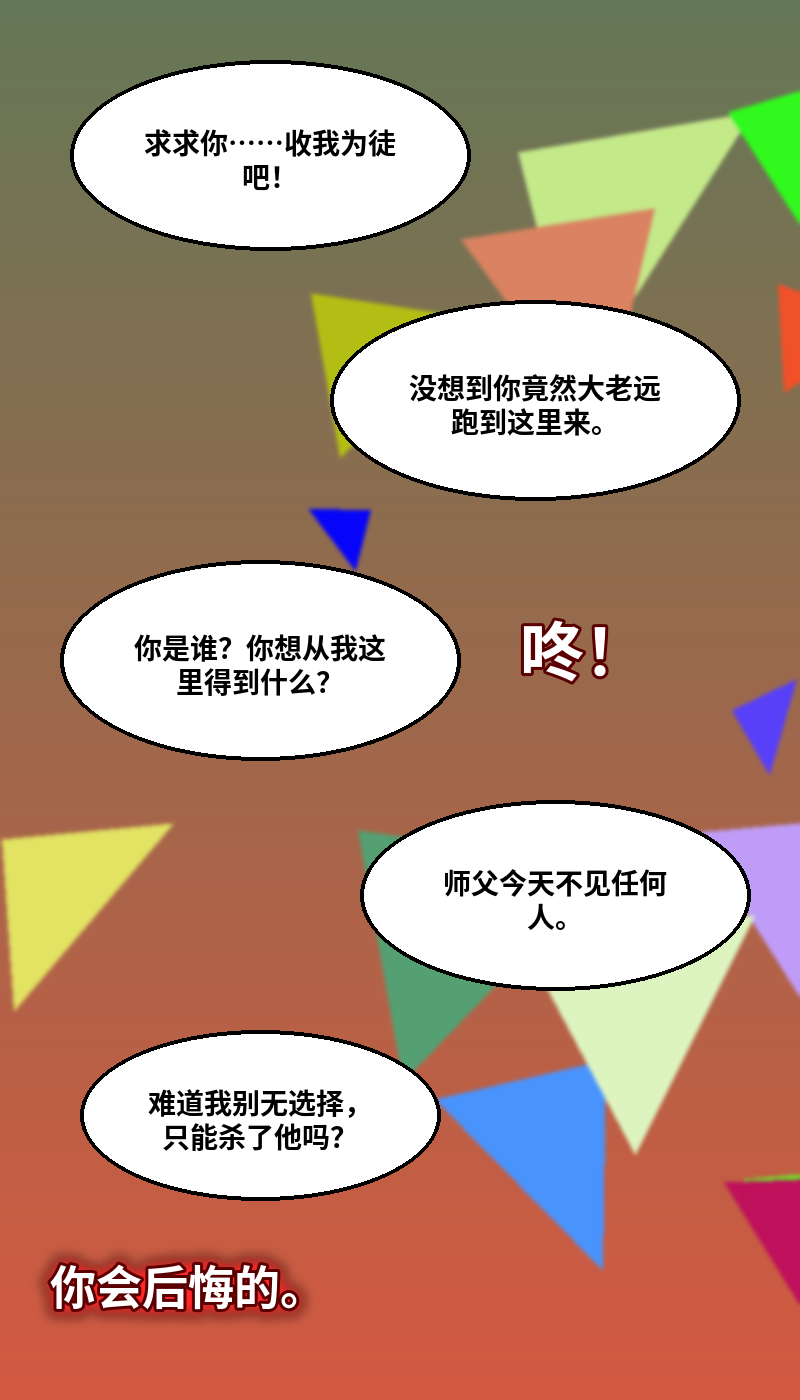 求求你……收我为徒
吧！
没想到你竟然大老远
跑到这里来。
你是谁？你想从我这
里得到什么？
咚！
师父今天不见任何
人。
难道我别无选择，
只能杀了他吗？
你会后悔的。